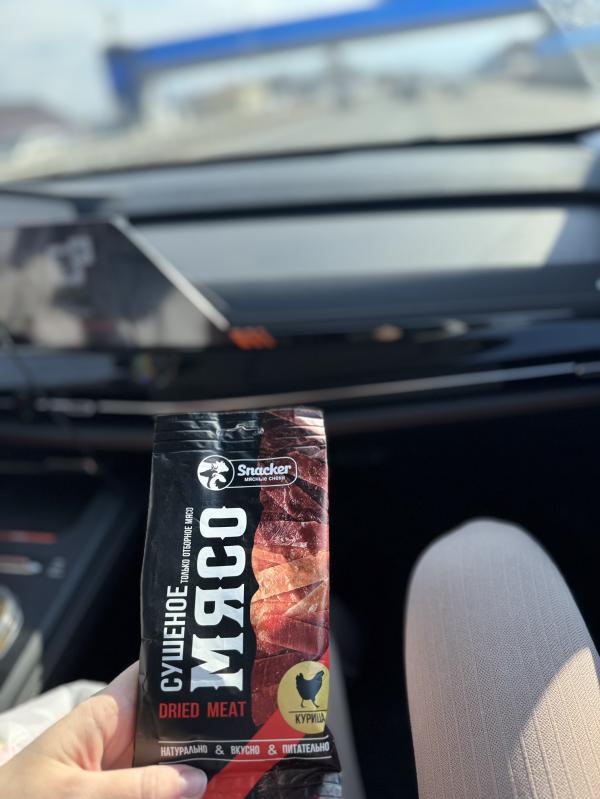 Snacker
МЯСНЫЕ СНЕКИ
ТОЛЬКО ОТБОРНОЕ МЯСО
СУШЕНОЕ
МЯСО
DRIED MEAT
КУРИЦА
НАТУРАЛЬНО & ВКУСНО & ПИТАТЕЛЬНО